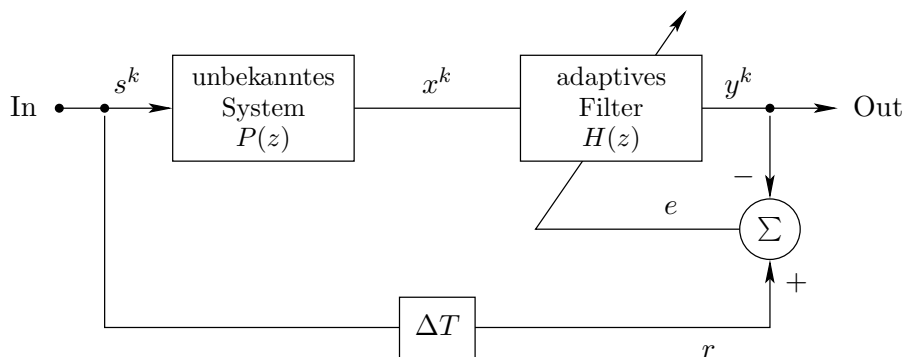 In
s^k
unbekanntes
System
P(z)
x^k
adaptives
Filter
H(z)
y^k
Out
−
e
Σ
+
ΔT
r